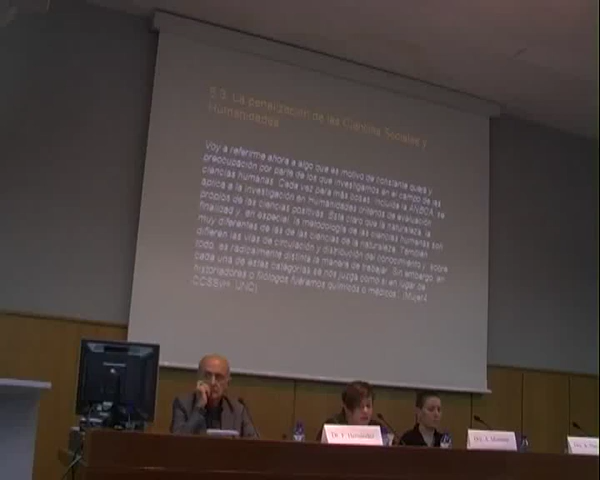 5.3. La penalización de las Ciencias Sociales y
Humanidades
Voy a referirme ahora a algo que es motivo de constante queja y
preocupación por parte de los que investigamos en el campo de las
ciencias humanas. Cada vez para más cosas, incluida la ANECA, se
aplica a la investigación en Humanidades criterios de evaluación
propios de las ciencias positivas. Está claro que la naturaleza, la
finalidad y, en especial, la metodología de las ciencias humanas son
muy diferentes de las de las ciencias de la naturaleza. También
difieren las vías de circulación y distribución del conocimiento y, sobre
todo, es radicalmente distinta la manera de trabajar. Sin embargo, en
cada una de estas categorías se nos juzga como si en lugar de
historiadores o filólogos fuéramos químicos o médicos." (Mujer4,
UNC)
Dr. F. Hernández
Dra.